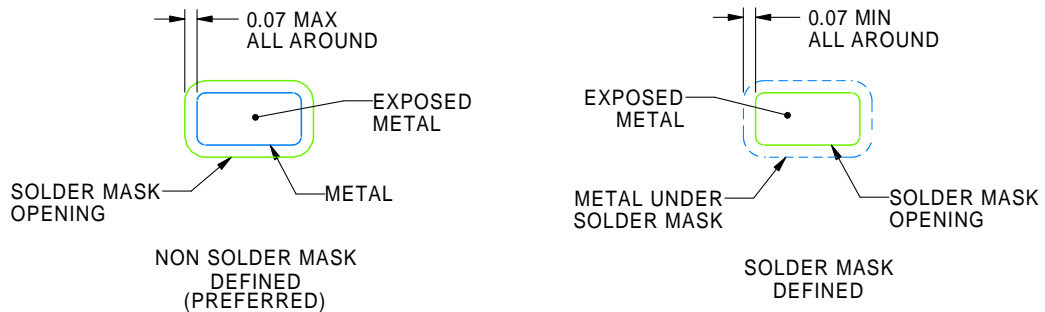 0.07 MAX
ALL AROUND
EXPOSED
METAL
SOLDER MASK
OPENING
METAL
NON SOLDER MASK
DEFINED
(PREFERRED)
0.07 MIN
ALL AROUND
EXPOSED
METAL
METAL UNDER
SOLDER MASK
SOLDER MASK
OPENING
SOLDER MASK
DEFINED